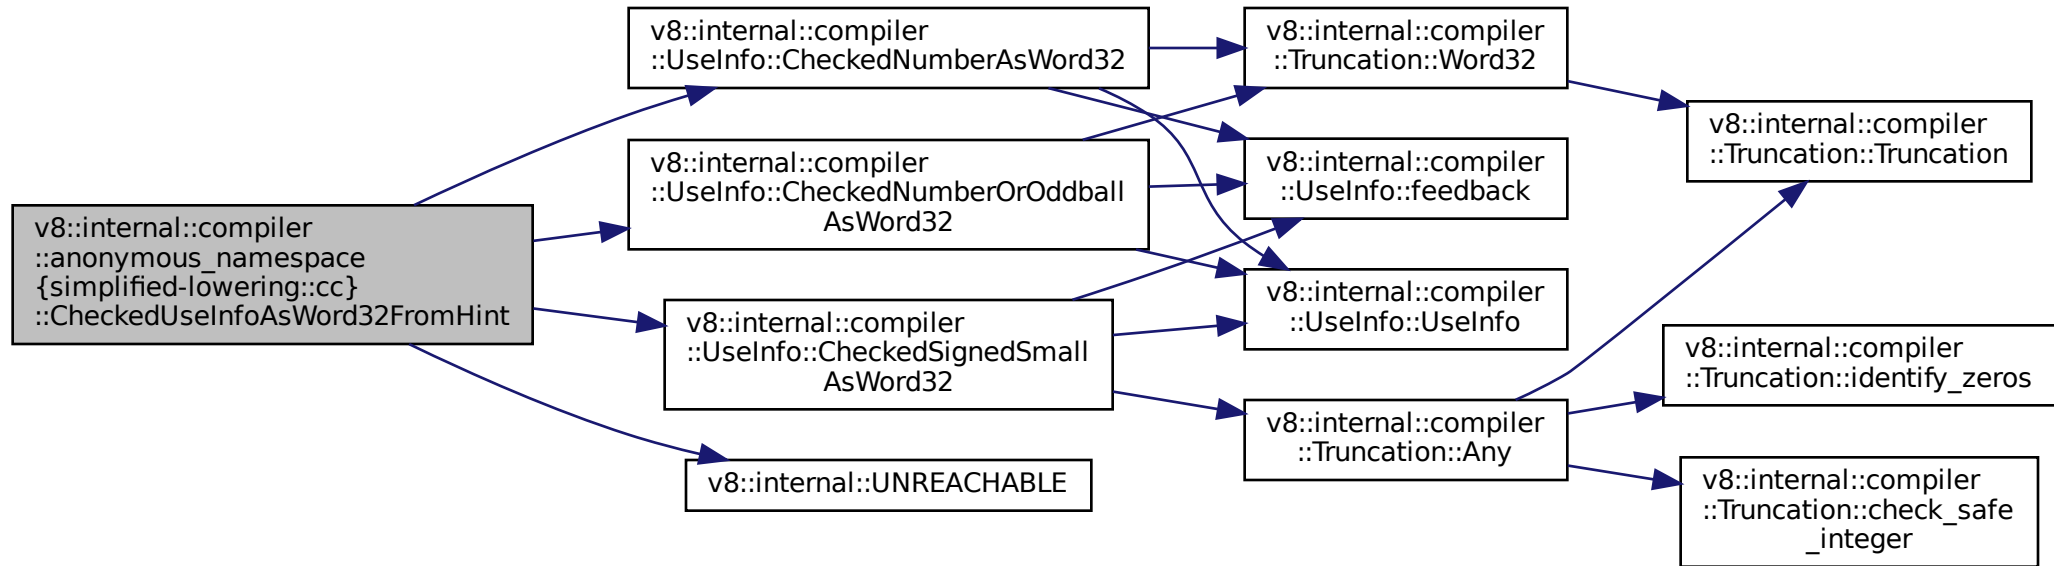 v8::internal::compiler
::anonymous_namespace
{simplified-lowering::cc}
::CheckedUseInfoAsWord32FromHint
v8::internal::compiler
::UseInfo::CheckedNumberAsWord32
v8::internal::compiler
::UseInfo::CheckedNumberOrOddball
AsWord32
v8::internal::compiler
::UseInfo::CheckedSignedSmall
AsWord32
v8::internal::UNREACHABLE
v8::internal::compiler
::Truncation::Word32
v8::internal::compiler
::UseInfo::feedback
v8::internal::compiler
::UseInfo::UseInfo
v8::internal::compiler
::Truncation::Any
v8::internal::compiler
::Truncation::Truncation
v8::internal::compiler
::Truncation::identify_zeros
v8::internal::compiler
::Truncation::check_safe
_integer